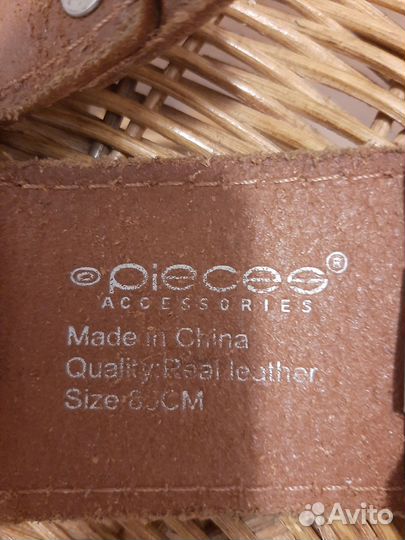 pieces®
ACCESSORIES
Made in China
Quality:Real leather
Size
Avito